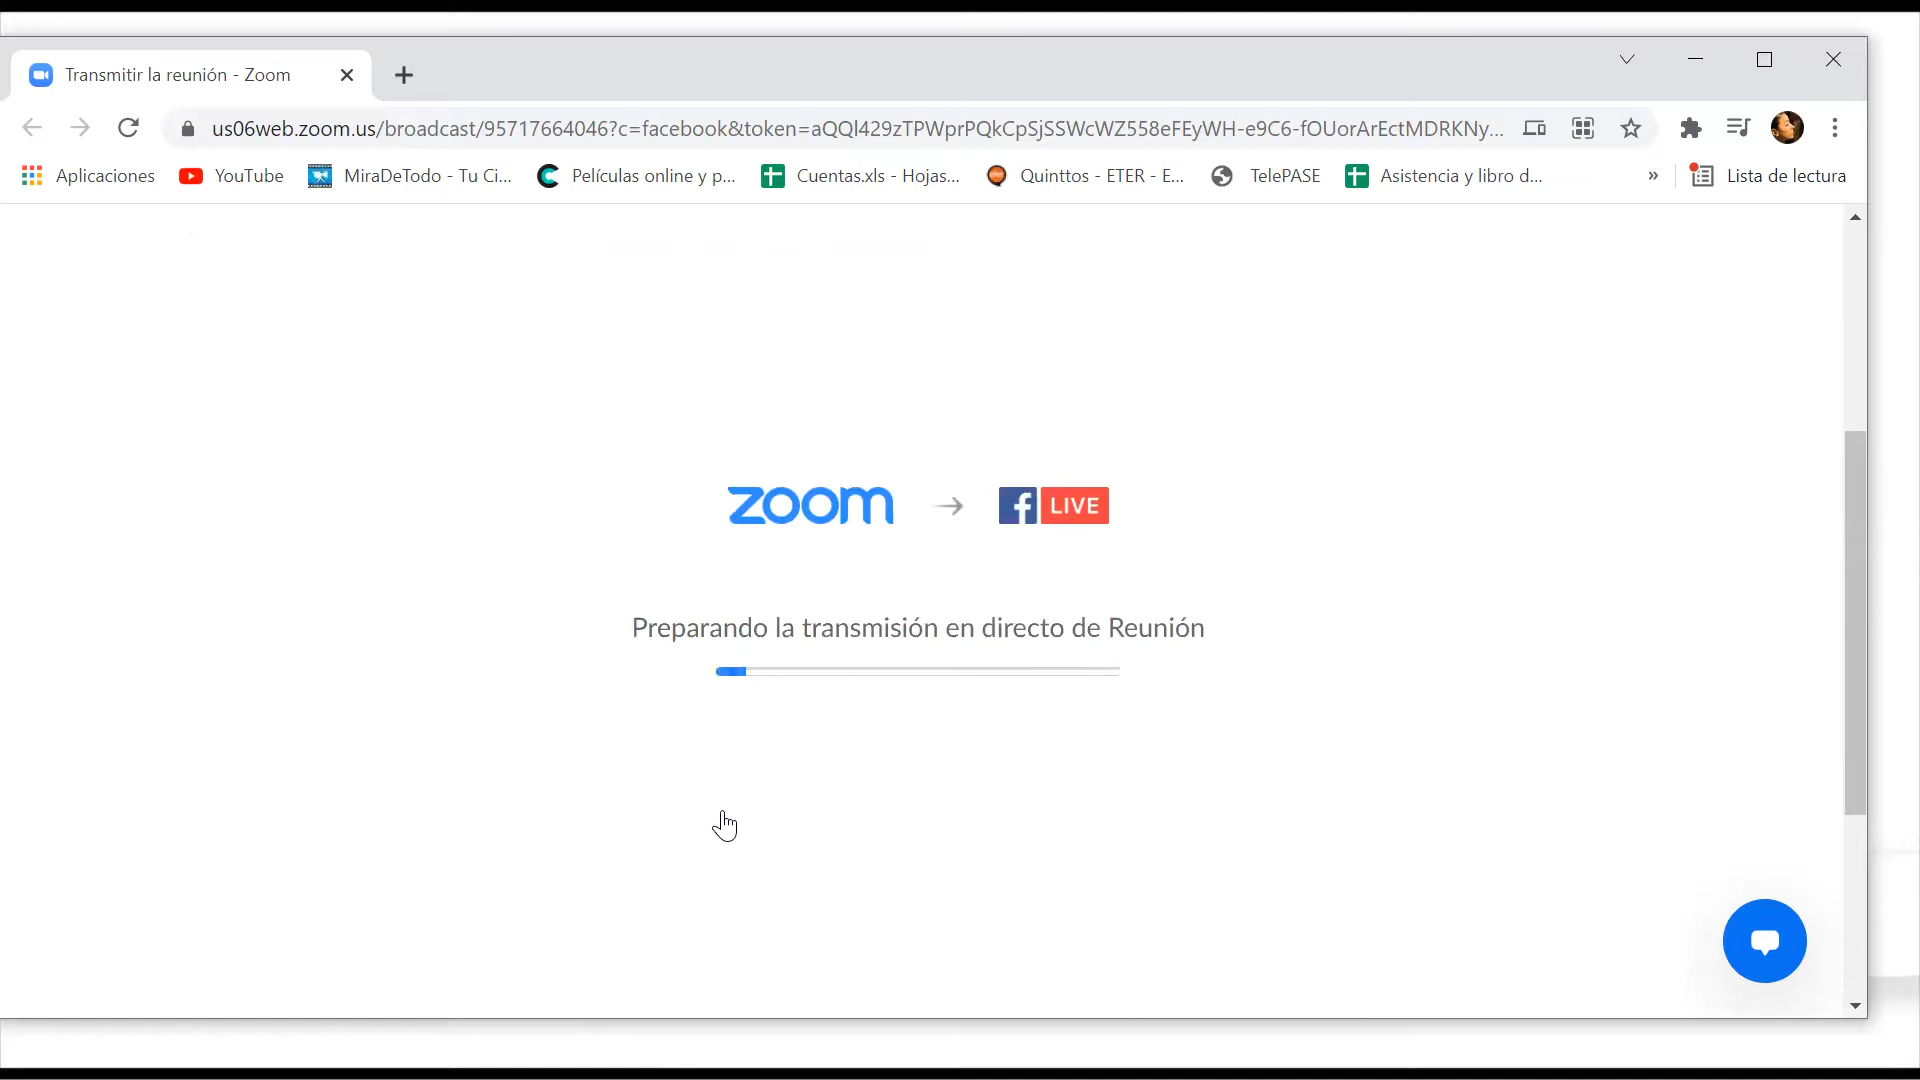 Transmitir la reunión - Zoom
us06web.zoom.us/broadcast/95717664046?c=facebook&token=aQQl429zTPWprPQkCpSjSSWcWZ558eFEyWH-e9C6-fOUorArEctMDRKNy...
Aplicaciones YouTube MiraDeTodo - Tu Ci... Películas online y p... Cuentas.xls - Hojas... Quinttos - ETER - E... TelePASE Asistencia y libro d... » Lista de lectura
zoom → f LIVE
Preparando la transmisión en directo de Reunión